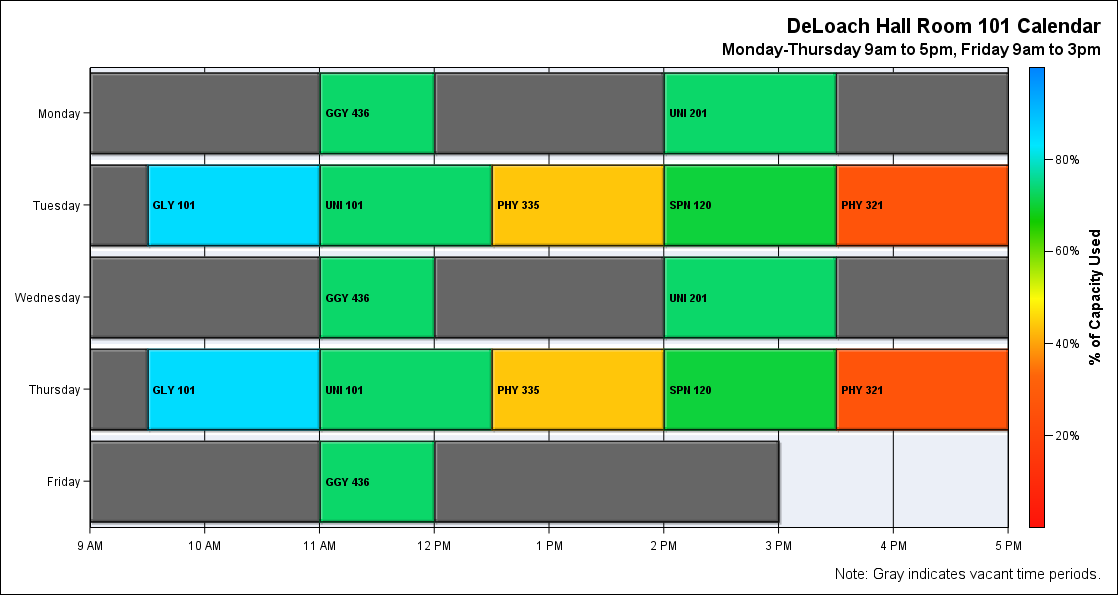 DeLoach Hall Room 101 Calendar
Monday-Thursday 9am to 5pm, Friday 9am to 3pm
Monday
GGY 436
UNI 201
Tuesday
GLY 101
UNI 101
PHY 335
SPN 120
PHY 321
Wednesday
GGY 436
UNI 201
Thursday
GLY 101
UNI 101
PHY 335
SPN 120
PHY 321
Friday
GGY 436
9 AM
10 AM
11 AM
12 PM
1 PM
2 PM
3 PM
4 PM
5 PM
80%
60%
40%
20%
% of Capacity Used
Note: Gray indicates vacant time periods.